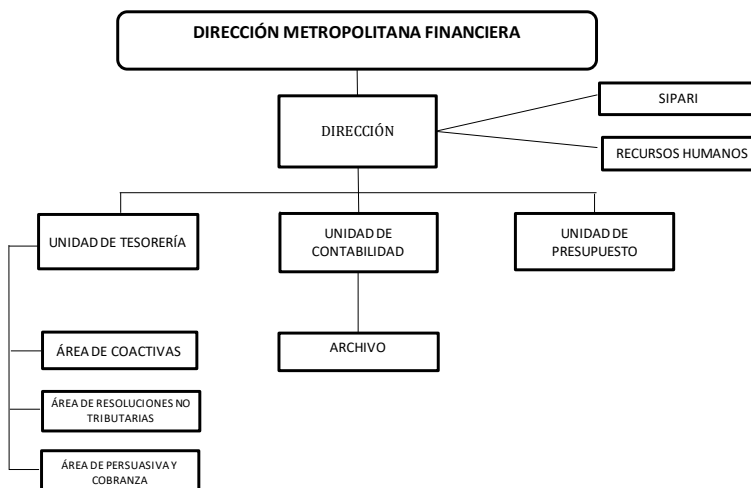 DIRECCIÓN METROPOLITANA FINANCIERA
DIRECCIÓN
SIPARI
RECURSOS HUMANOS
UNIDAD DE TESORERÍA
UNIDAD DE
CONTABILIDAD
UNIDAD DE
PRESUPUESTO
ÁREA DE COACTIVAS
ARCHIVO
ÁREA DE RESOLUCIONES NO
TRIBUTARIAS
ÁREA DE PERSUASIVA Y
COBRANZA